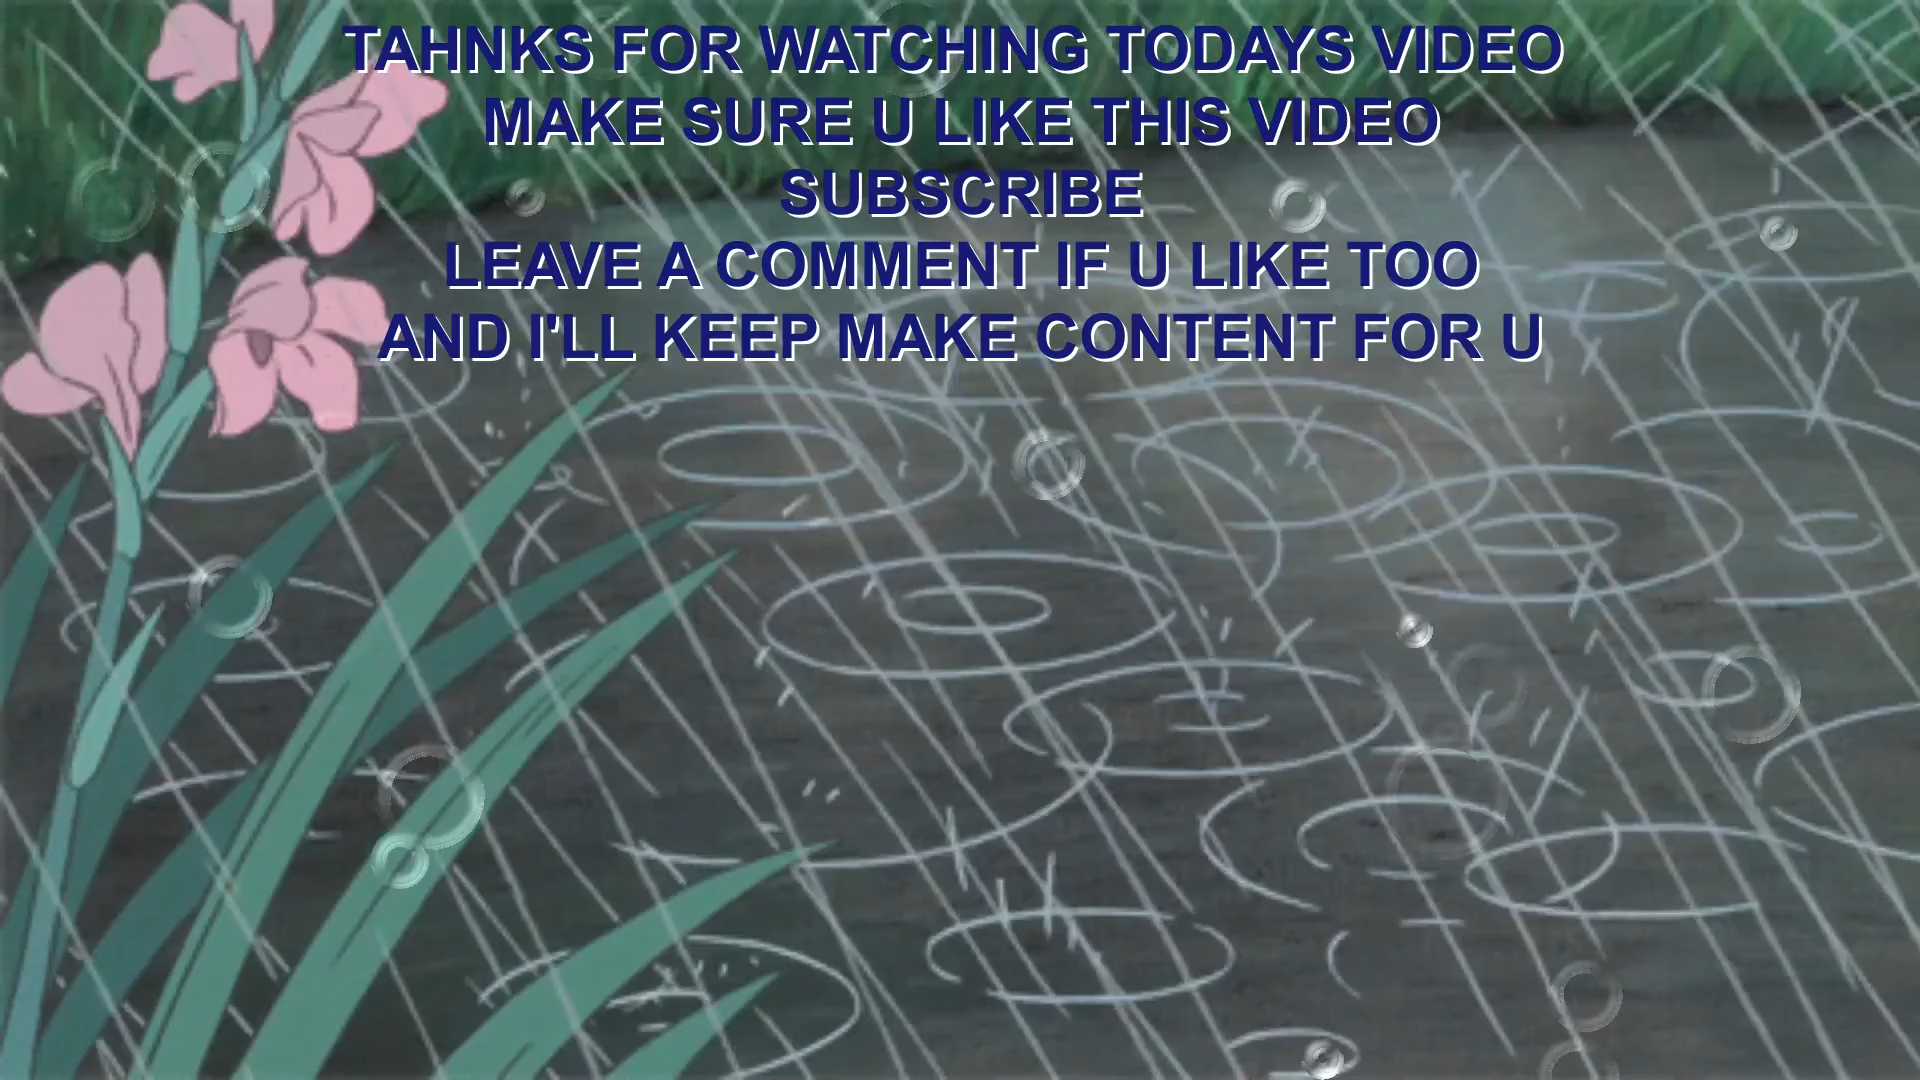 TAHNKS FOR WATCHING TODAYS VIDEO
MAKE SURE U LIKE THIS VIDEO
SUBSCRIBE
LEAVE A COMMENT IF U LIKE TOO
AND I'LL KEEP MAKE CONTENT FOR U